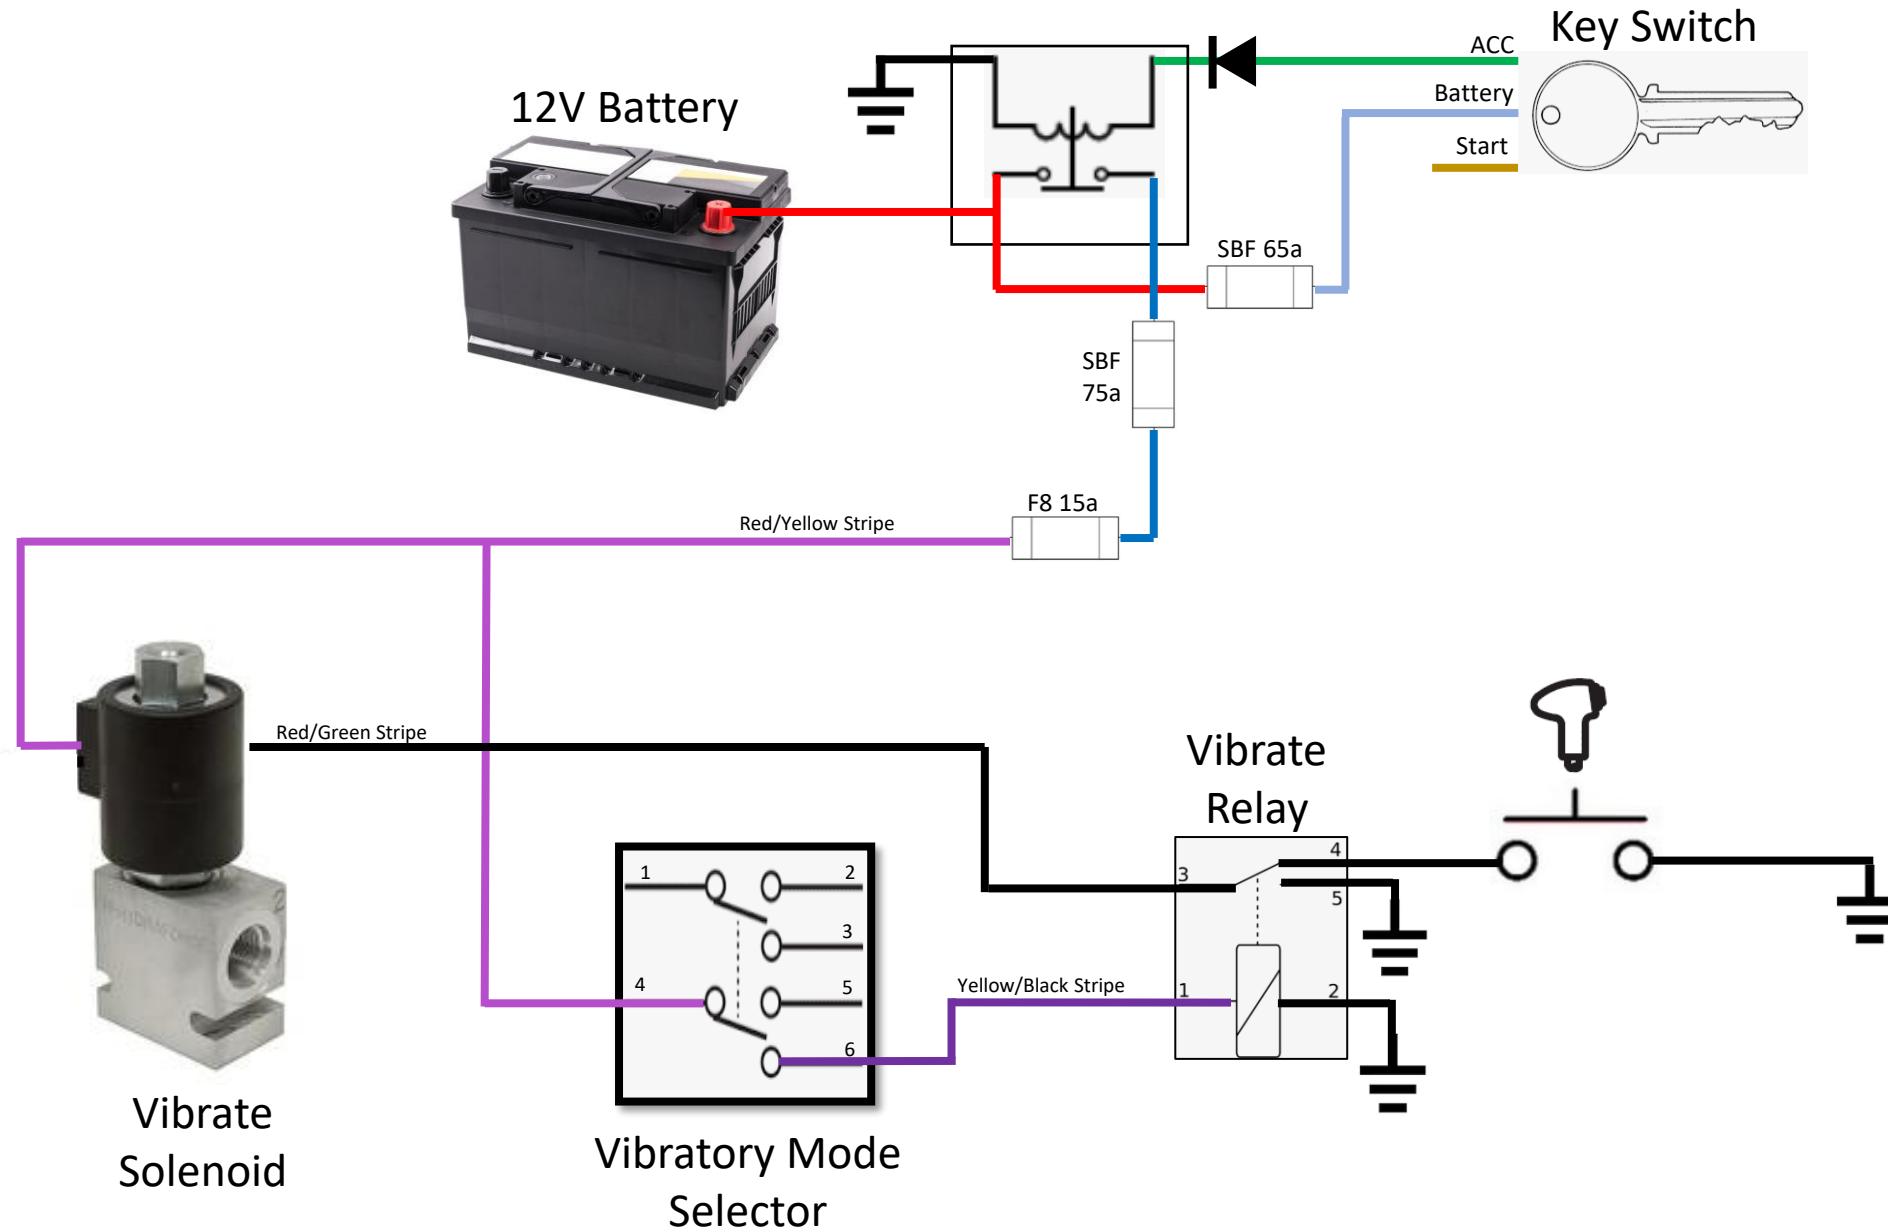 Key Switch
ACC
Battery
Start
12V Battery
SBF 65a
SBF
75a
F8 15a
Red/Yellow Stripe
Red/Green Stripe
Vibrate
Relay
4
3
5
1
2
Yellow/Black Stripe
1
2
3
4
5
6
2
Vibrate
Solenoid
Vibratory Mode
Selector